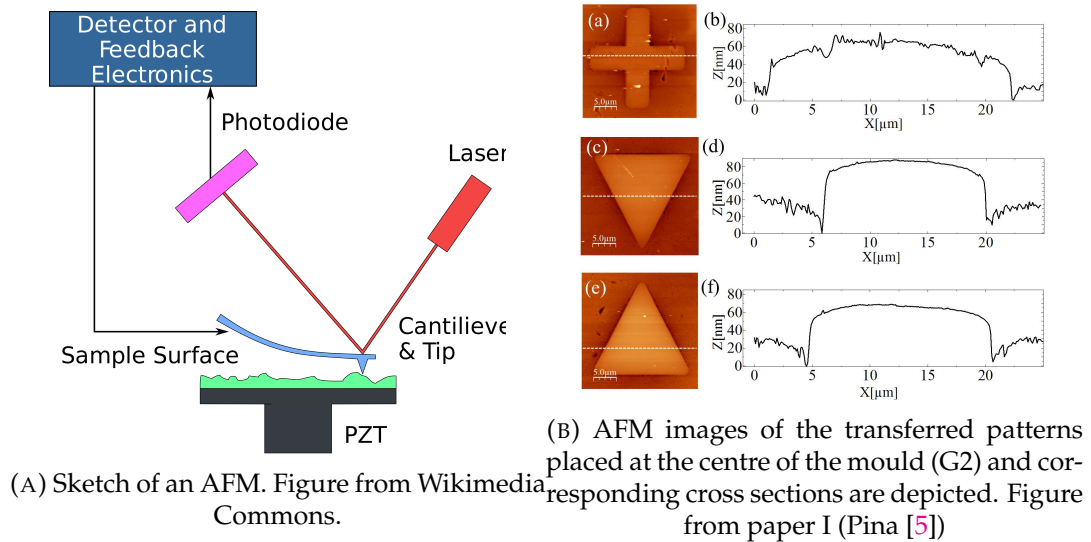 Detector and
Feedback
Electronics
Photodiode
Laser
Cantilieve
& Tip
Sample Surface
PZT
(A) Sketch of an AFM. Figure from Wikimedia
Commons.
(a)
5.0μm
(b)
Z[nm]
80
60
40
20
0
0 5 10 15 20
X[μm]
(c)
5.0μm
(d)
Z[nm]
80
60
40
20
0
0 5 10 15 20
X[μm]
(e)
5.0μm
(f)
Z[nm]
80
60
40
20
0
0 5 10 15 20
X[μm]
(B) AFM images of the transferred patterns
placed at the centre of the mould (G2) and cor-
responding cross sections are depicted. Figure
from paper I (Pina [5])